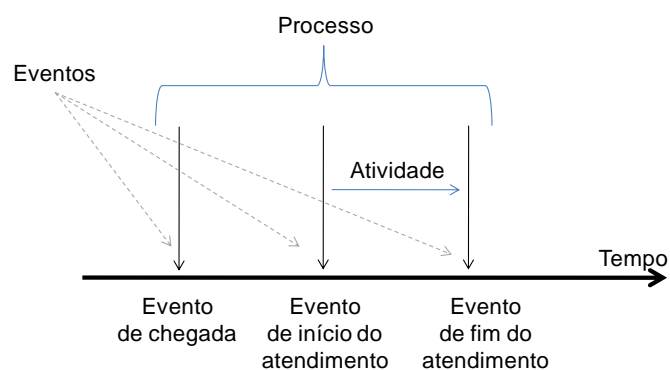 Processo
Eventos
Atividade
Tempo
Evento
de chegada
Evento
de início do
atendimento
Evento
de fim do
atendimento